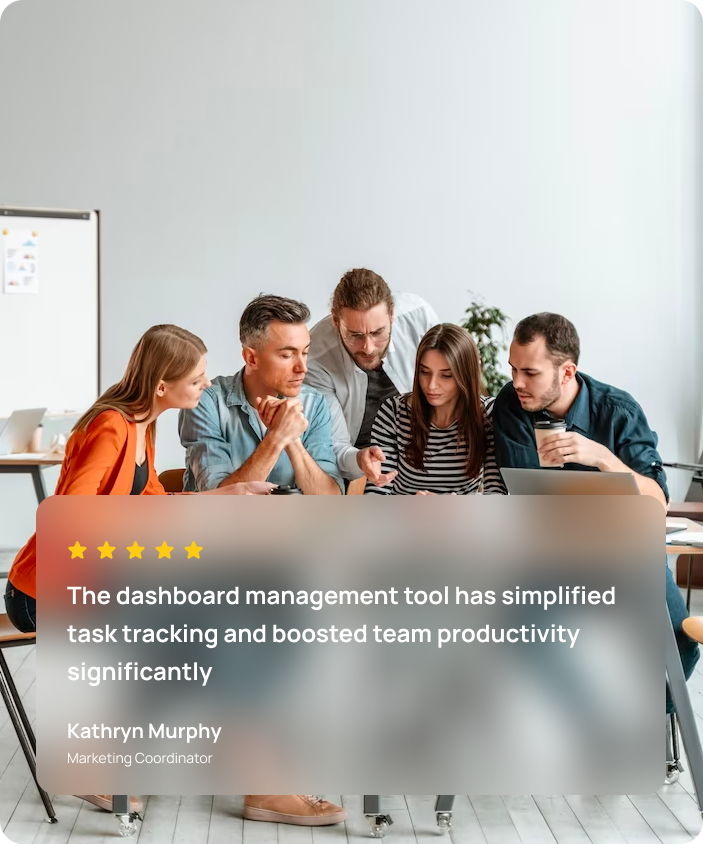 The dashboard management tool has simplified
task tracking and boosted team productivity
significantly
Kathryn Murphy
Marketing Coordinator